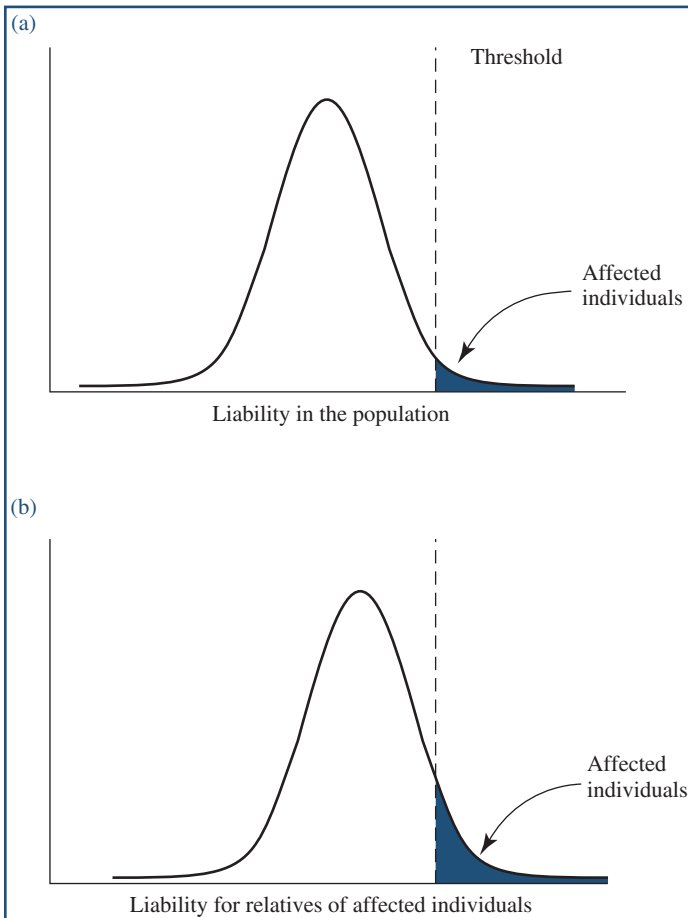 (a)
Threshold
Affected
individuals
Liability in the population
(b)
Affected
individuals
Liability for relatives of affected individuals